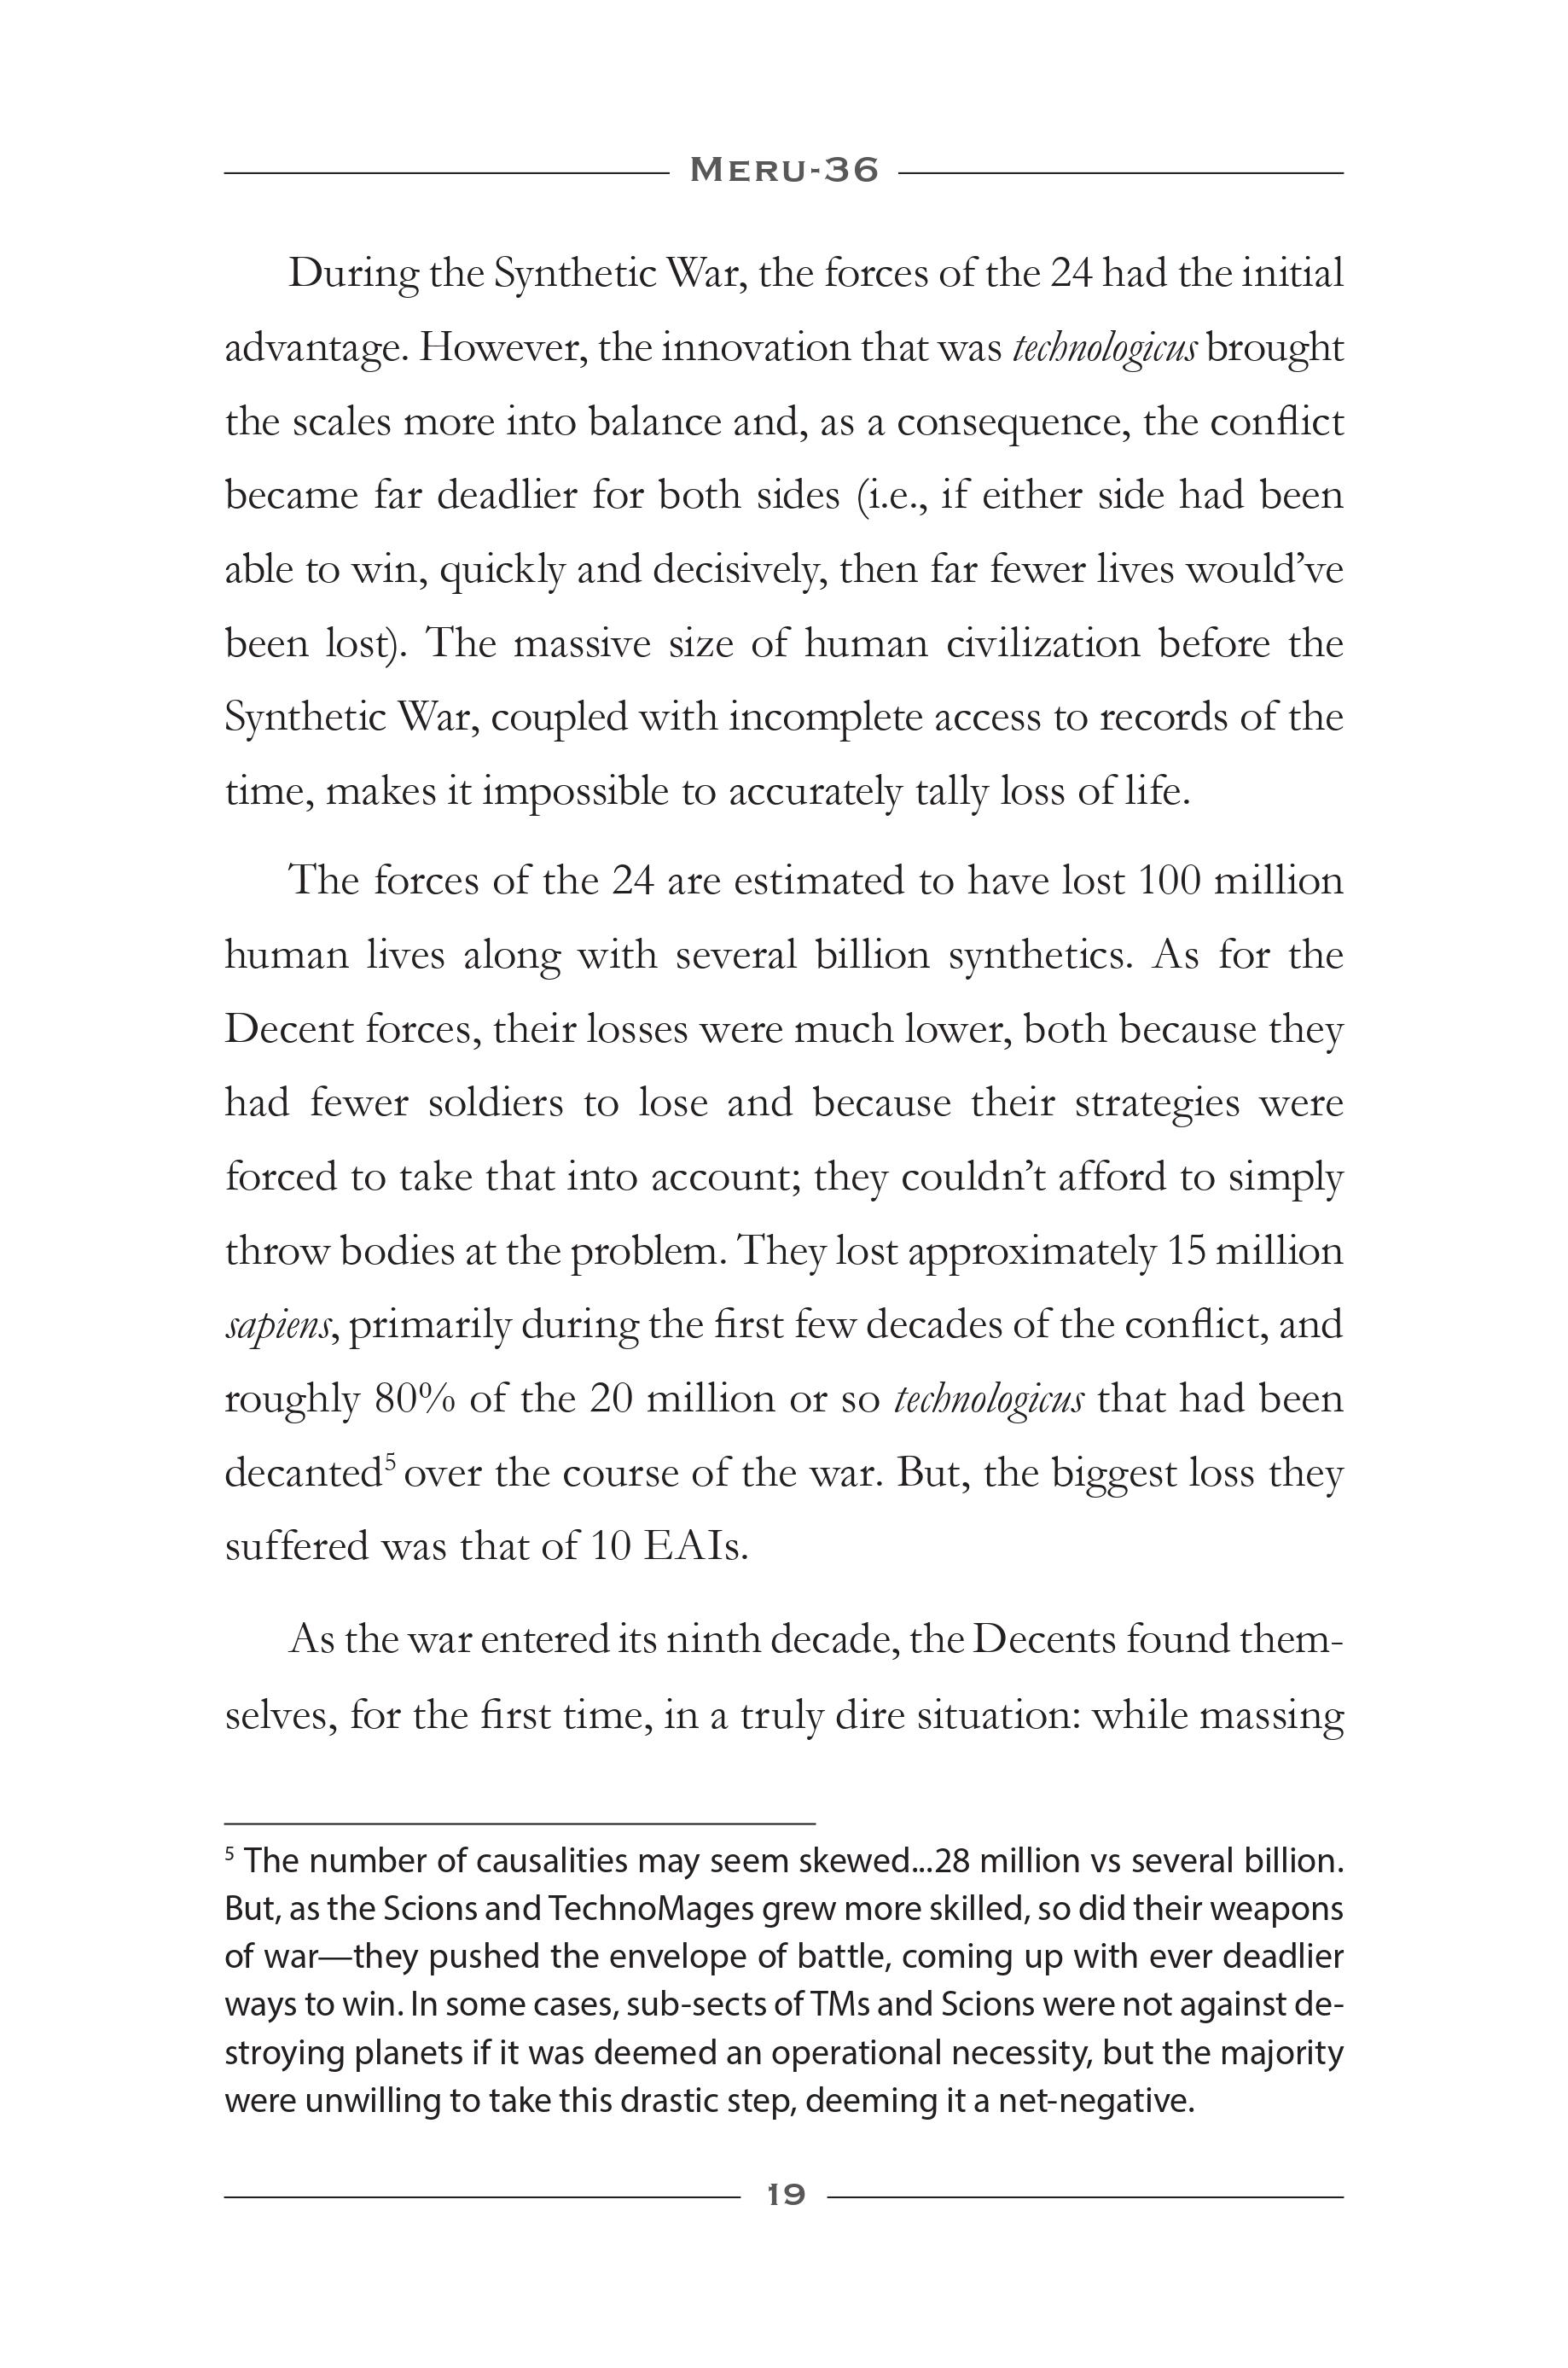 MERU-36
During the Synthetic War, the forces of the 24 had the initial
advantage. However, the innovation that was technologicus brought
the scales more into balance and, as a consequence, the conflict
became far deadlier for both sides (i.e., if either side had been
able to win, quickly and decisively, then far fewer lives would’ve
been lost). The massive size of human civilization before the
Synthetic War, coupled with incomplete access to records of the
time, makes it impossible to accurately tally loss of life.
The forces of the 24 are estimated to have lost 100 million
human lives along with several billion synthetics. As for the
Decent forces, their losses were much lower, both because they
had fewer soldiers to lose and because their strategies were
forced to take that into account; they couldn’t afford to simply
throw bodies at the problem. They lost approximately 15 million
sapiens, primarily during the first few decades of the conflict, and
roughly 80% of the 20 million or so technologicus that had been
decanted⁵ over the course of the war. But, the biggest loss they
suffered was that of 10 EAIs.
As the war entered its ninth decade, the Decents found them-
selves, for the first time, in a truly dire situation: while massing
⁵ The number of causalities may seem skewed...28 million vs several billion.
But, as the Scions and TechnoMages grew more skilled, so did their weapons
of war—they pushed the envelope of battle, coming up with ever deadlier
ways to win. In some cases, sub-sects of TMs and Scions were not against de-
stroying planets if it was deemed an operational necessity, but the majority
were unwilling to take this drastic step, deeming it a net-negative.
19